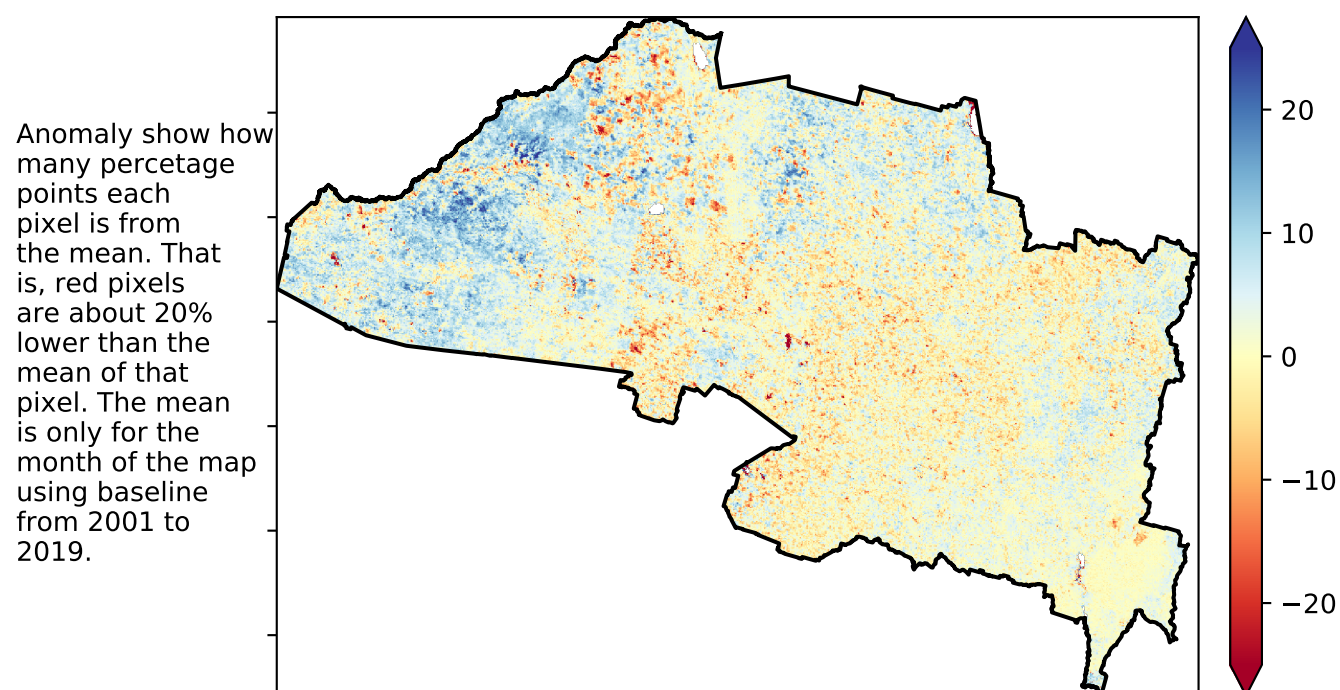 Anomaly show how
many percetage
points each
pixel is from
the mean. That
is, red pixels
are about 20%
lower than the
mean of that
pixel. The mean
is only for the
month of the map
using baseline
from 2001 to
2019.
20
10
0
−10
−20